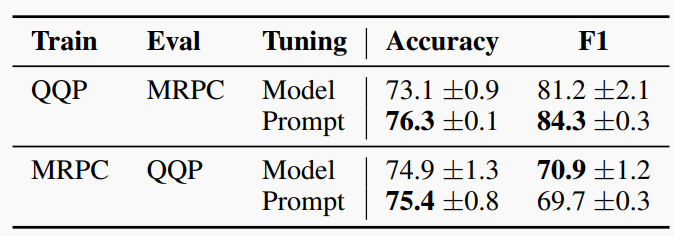 Train Eval Tuning Accuracy F1
QQP MRPC Model 73.1 ±0.9 81.2 ±2.1
Prompt 76.3 ±0.1 84.3 ±0.3
MRPC QQP Model 74.9 ±1.3 70.9 ±1.2
Prompt 75.4 ±0.8 69.7 ±0.3